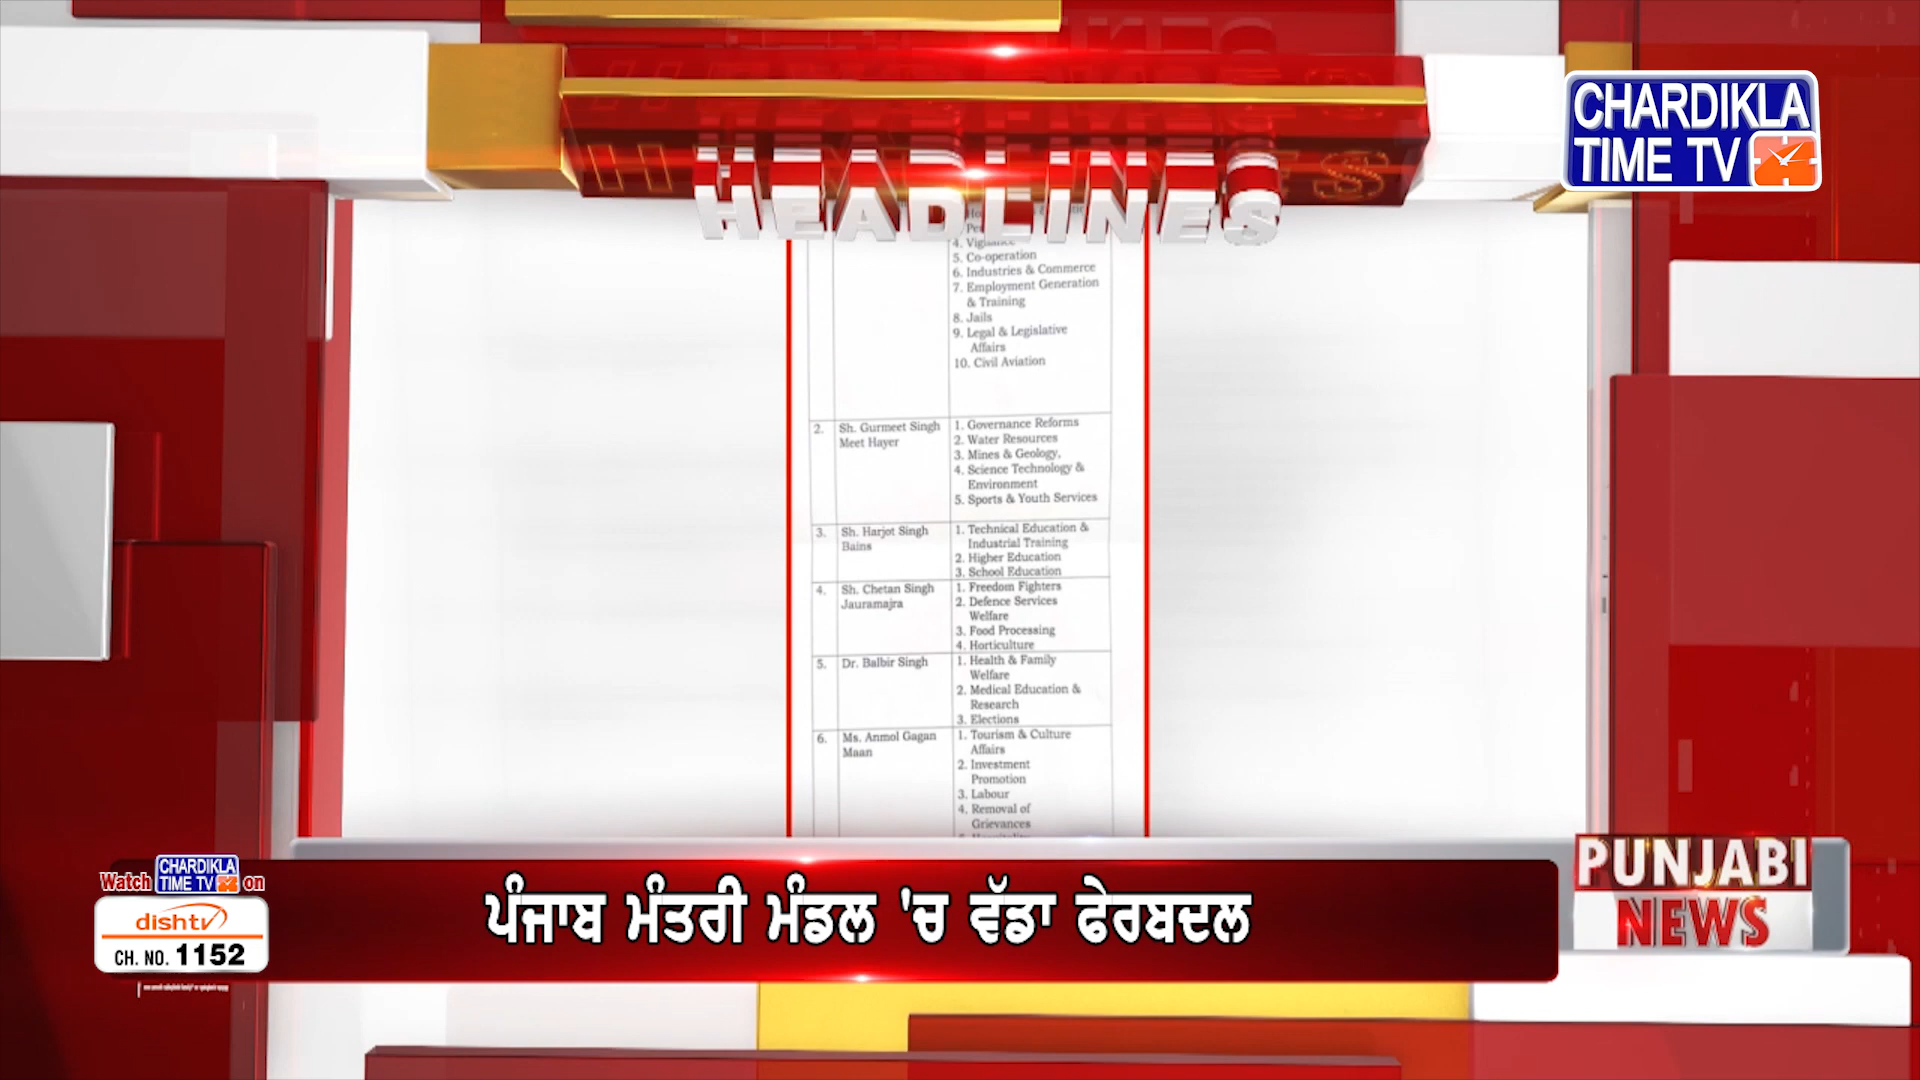 HEADLINES
CHARDIKLA
TIME TV
4. Vigilance
5. Co-operation
6. Industries & Commerce
7. Employment Generation
& Training
8. Jails
9. Legal & Legislative
Affairs
10. Civil Aviation
2. Sh. Gurmeet Singh
Meet Hayer
1. Governance Reforms
2. Water Resources
3. Mines & Geology,
4. Science Technology &
Environment
5. Sports & Youth Services
3. Sh. Harjot Singh
Bains
1. Technical Education &
Industrial Training
2. Higher Education
3. School Education
4. Sh. Chetan Singh
Jauramajra
1. Freedom Fighters
2. Defence Services
Welfare
3. Food Processing
4. Horticulture
5. Dr. Balbir Singh
1. Health & Family
Welfare
2. Medical Education &
Research
3. Elections
6. Ms. Anmol Gagan
Maan
1. Tourism & Culture
Affairs
2. Investment
Promotion
3. Labour
4. Removal of
Grievances
Watch CHARDIKLA TIME TV on
dishtv
CH. NO. 1152
ਪੰਜਾਬ ਮੰਤਰੀ ਮੰਡਲ 'ਚ ਵੱਡਾ ਫੇਰਬਦਲ
PUNJABI
NEWS